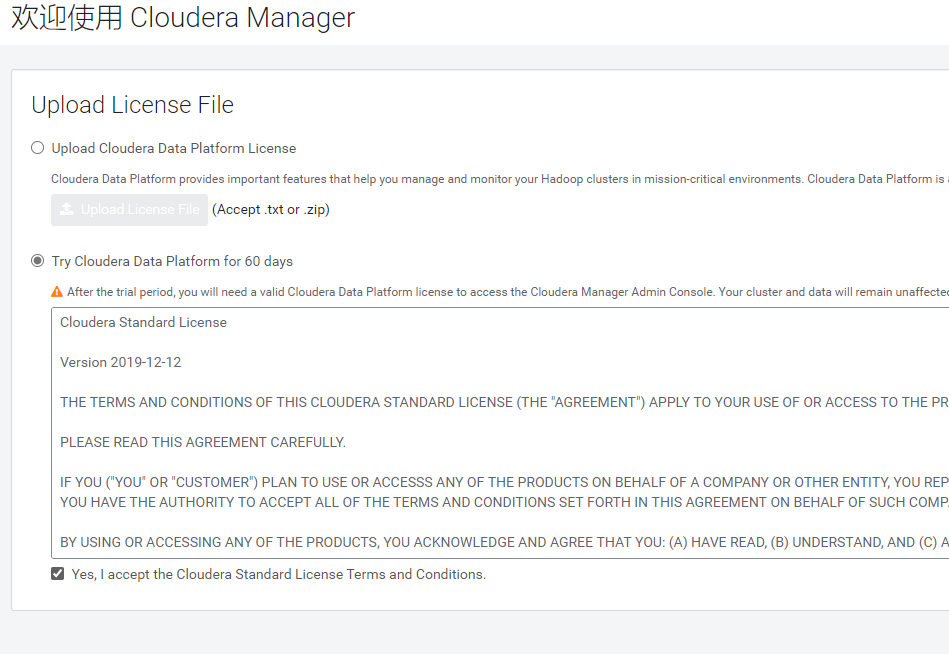 欢迎使用 Cloudera Manager
Upload License File
Upload Cloudera Data Platform License
Cloudera Data Platform provides important features that help you manage and monitor your Hadoop clusters in mission-critical environments. Cloudera Data Platform is
Upload License File (Accept .txt or .zip)
Try Cloudera Data Platform for 60 days
After the trial period, you will need a valid Cloudera Data Platform license to access the Cloudera Manager Admin Console. Your cluster and data will remain unaffected
Cloudera Standard License
Version 2019-12-12
THE TERMS AND CONDITIONS OF THIS CLOUDERA STANDARD LICENSE (THE "AGREEMENT") APPLY TO YOUR USE OF OR ACCESS TO THE PR
PLEASE READ THIS AGREEMENT CAREFULLY.
IF YOU ("YOU" OR "CUSTOMER") PLAN TO USE OR ACCESSS ANY OF THE PRODUCTS ON BEHALF OF A COMPANY OR OTHER ENTITY, YOU REP
YOU HAVE THE AUTHORITY TO ACCEPT ALL OF THE TERMS AND CONDITIONS SET FORTH IN THIS AGREEMENT ON BEHALF OF SUCH COMP
BY USING OR ACCESSING ANY OF THE PRODUCTS, YOU ACKNOWLEDGE AND AGREE THAT YOU: (A) HAVE READ, (B) UNDERSTAND, AND (C) A
Yes, I accept the Cloudera Standard License Terms and Conditions.